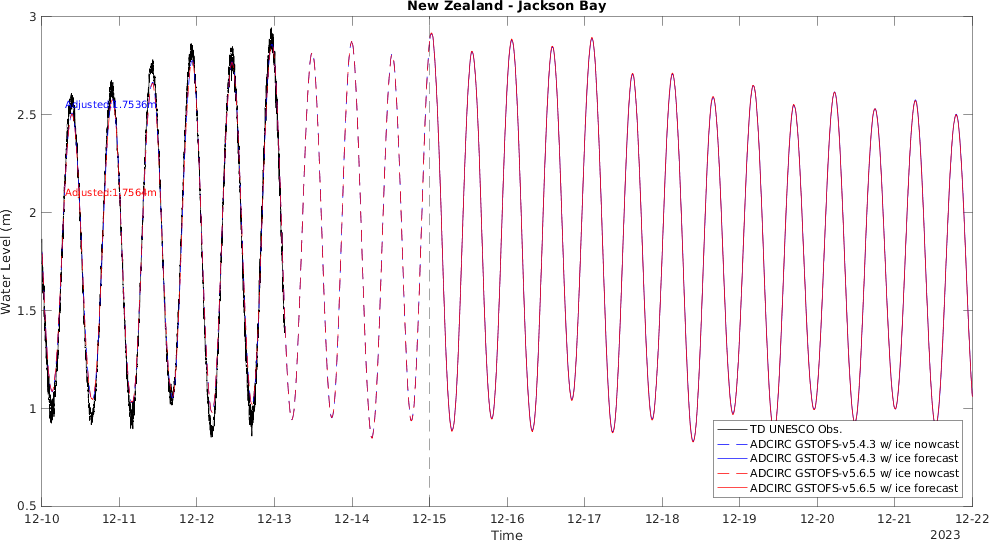 New Zealand - Jackson Bay
3
2.5
2
1.5
1
0.5
Water Level (m)
Adjusted:1.7536m
Adjusted:1.7564m
TD UNESCO Obs.
ADCIRC GSTOFS-v5.4.3 w/ ice nowcast
ADCIRC GSTOFS-v5.4.3 w/ ice forecast
ADCIRC GSTOFS-v5.6.5 w/ ice nowcast
ADCIRC GSTOFS-v5.6.5 w/ ice forecast
12-10 12-11 12-12 12-13 12-14 12-15 12-16 12-17 12-18 12-19 12-20 12-21 12-22
Time
2023